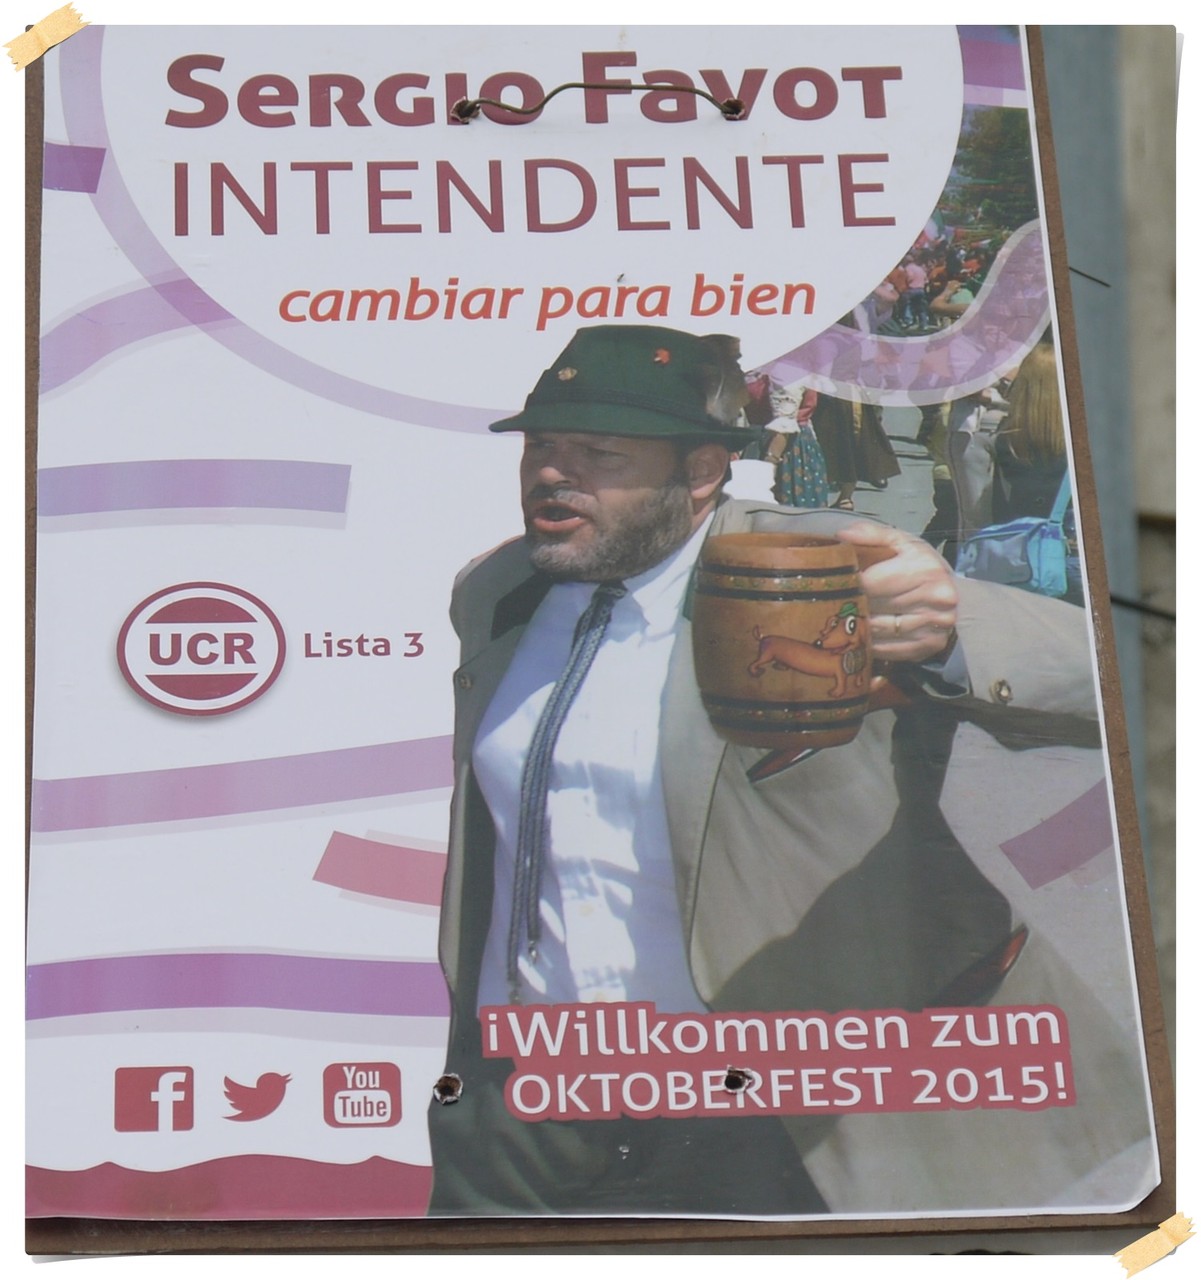 Sergio Favot
INTENDENTE
cambiar para bien
UCR Lista 3
¡Willkommen zum
OKTOBERFEST 2015!
f
You
Tube